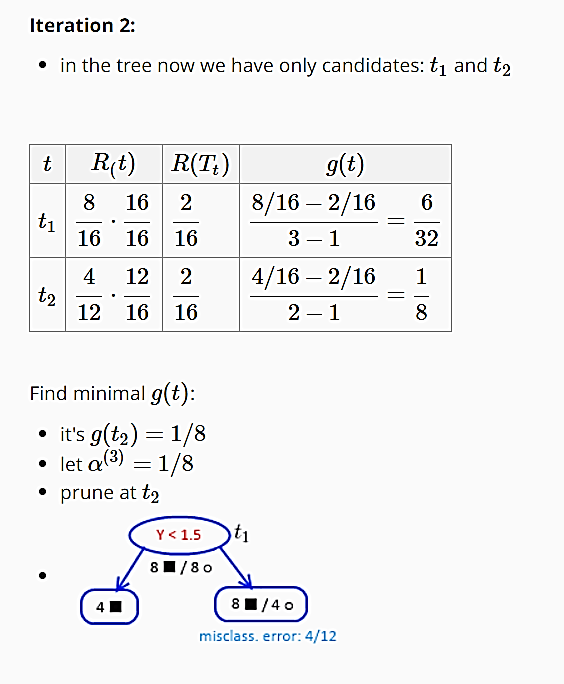 Iteration 2:
• in the tree now we have only candidates: t₁ and t₂
t R₍t) R(Tₜ) g(t)
t₁ 8/16 · 16/16 2/16 (8/16 − 2/16)/(3 − 1) = 6/32
t₂ 4/12 · 12/16 2/16 (4/16 − 2/16)/(2 − 1) = 1/8
Find minimal g(t):
• it's g(t₂) = 1/8
• let α⁽³⁾ = 1/8
• prune at t₂
Y < 1.5 t₁
8 ■ / 8 o
• 4 ■ 8 ■ / 4 o
misclass. error: 4/12